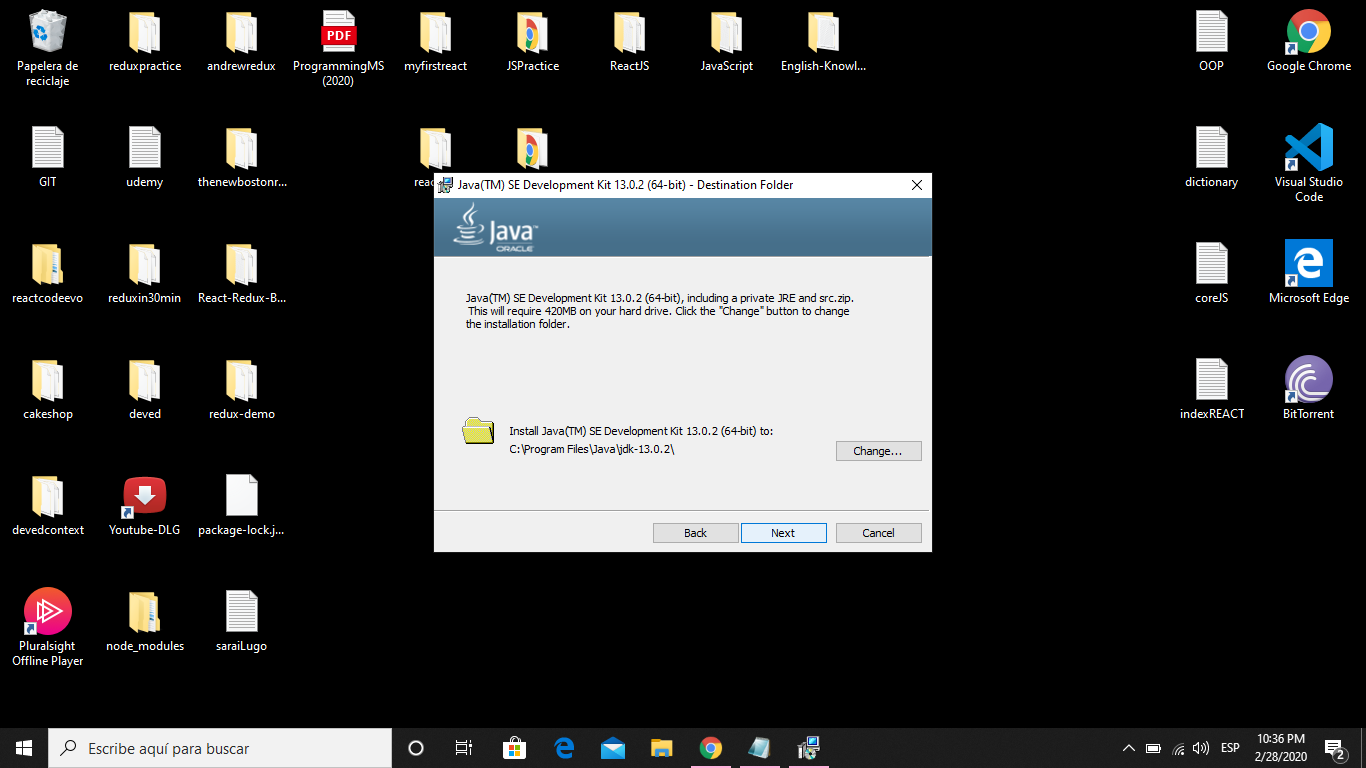 Papelera de
reciclaje
reduxpractice
andrewredux
PDF
ProgrammingMS
(2020)
myfirstreact
JSPractice
ReactJS
JavaScript
English-Knowl...
OOP
Google Chrome
GIT
udemy
thenewbostonr...
dictionary
Visual Studio
Code
Java(TM) SE Development Kit 13.0.2 (64-bit) - Destination Folder
Java™
ORACLE
Java(TM) SE Development Kit 13.0.2 (64-bit), including a private JRE and src.zip.
This will require 420MB on your hard drive. Click the "Change" button to change
the installation folder.
Install Java(TM) SE Development Kit 13.0.2 (64-bit) to:
C:\Program Files\Java\jdk-13.0.2\
Change...
Back
Next
Cancel
reactcodeevo
reduxin30min
React-Redux-B...
coreJS
Microsoft Edge
cakeshop
deved
redux-demo
indexREACT
BitTorrent
devedcontext
Youtube-DLG
package-lock.j...
Pluralsight
Offline Player
node_modules
saraiLugo
Escribe aquí para buscar
ESP
10:36 PM
2/28/2020
2